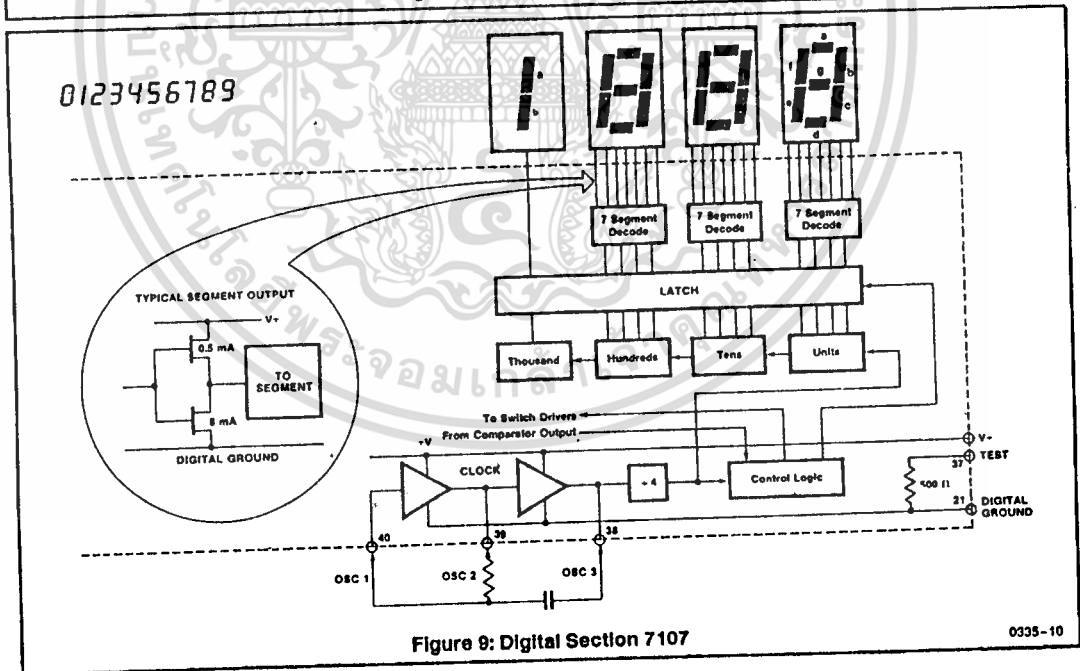 0123456789
a
b
a
f
g
b
e
c
d
7 Segment Decode
7 Segment Decode
7 Segment Decode
LATCH
TYPICAL SEGMENT OUTPUT
V+
0.5 mA
TO SEGMENT
8 mA
DIGITAL GROUND
Thousand
Hundreds
Tens
Units
To Switch Drivers
From Comparator Output
+V
CLOCK
÷ 4
Control Logic
V+
37
TEST
500 Ω
21
DIGITAL GROUND
40
39
38
OSC 1
OSC 2
OSC 3
Figure 9: Digital Section 7107
0335-10